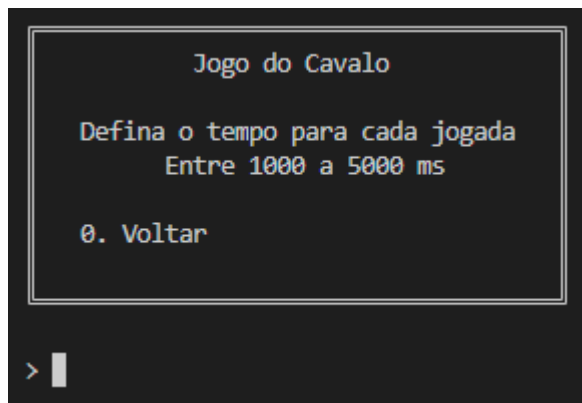 Jogo do Cavalo
Defina o tempo para cada jogada
Entre 1000 a 5000 ms
0. Voltar
>